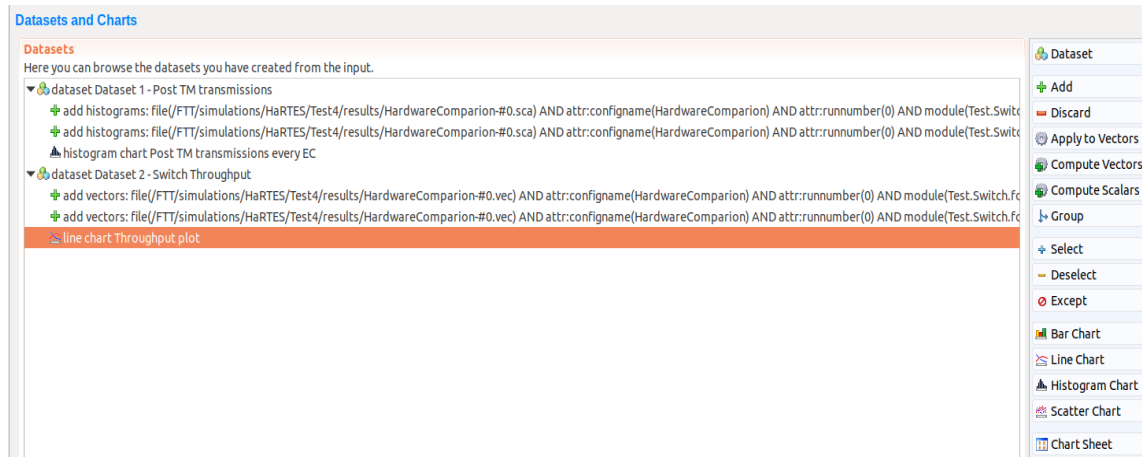 Datasets and Charts
Datasets
Here you can browse the datasets you have created from the input.
dataset Dataset 1 - Post TM transmissions
add histograms: file(/FTT/simulations/HaRTES/Test4/results/HardwareComparion-#0.sca) AND attr:configname(HardwareComparion) AND attr:runnumber(0) AND module(Test.Switc
add histograms: file(/FTT/simulations/HaRTES/Test4/results/HardwareComparion-#0.sca) AND attr:configname(HardwareComparion) AND attr:runnumber(0) AND module(Test.Switc
histogram chart Post TM transmissions every EC
dataset Dataset 2 - Switch Throughput
add vectors: file(/FTT/simulations/HaRTES/Test4/results/HardwareComparion-#0.vec) AND attr:configname(HardwareComparion) AND attr:runnumber(0) AND module(Test.Switch.fo
add vectors: file(/FTT/simulations/HaRTES/Test4/results/HardwareComparion-#0.vec) AND attr:configname(HardwareComparion) AND attr:runnumber(0) AND module(Test.Switch.fo
line chart Throughput plot
Dataset
Add
Discard
Apply to Vectors
Compute Vectors
Compute Scalars
Group
Select
Deselect
Except
Bar Chart
Line Chart
Histogram Chart
Scatter Chart
Chart Sheet